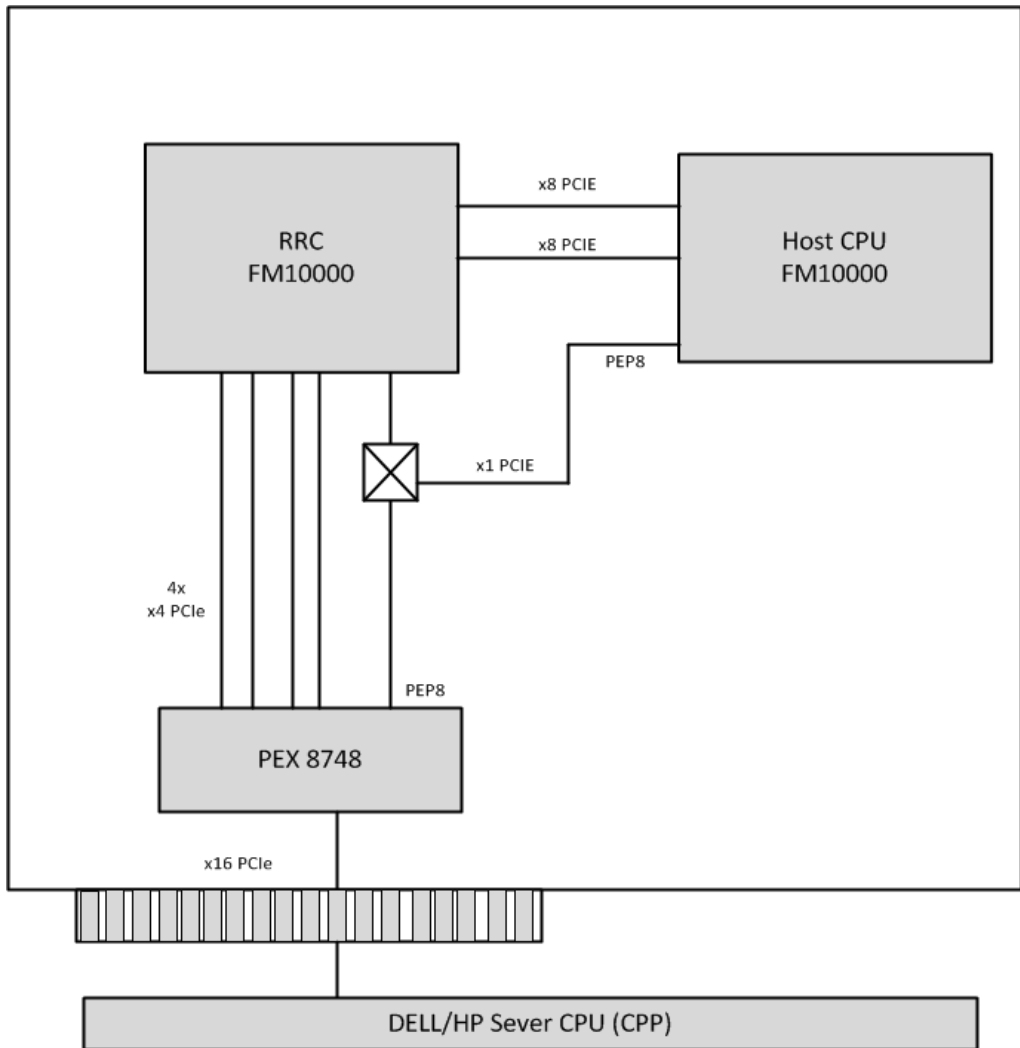 x8 PCIE
RRC
FM10000
x8 PCIE
Host CPU
FM10000
PEP8
x1 PCIE
4x
x4 PCIe
PEP8
PEX 8748
x16 PCIe
DELL/HP Sever CPU (CPP)